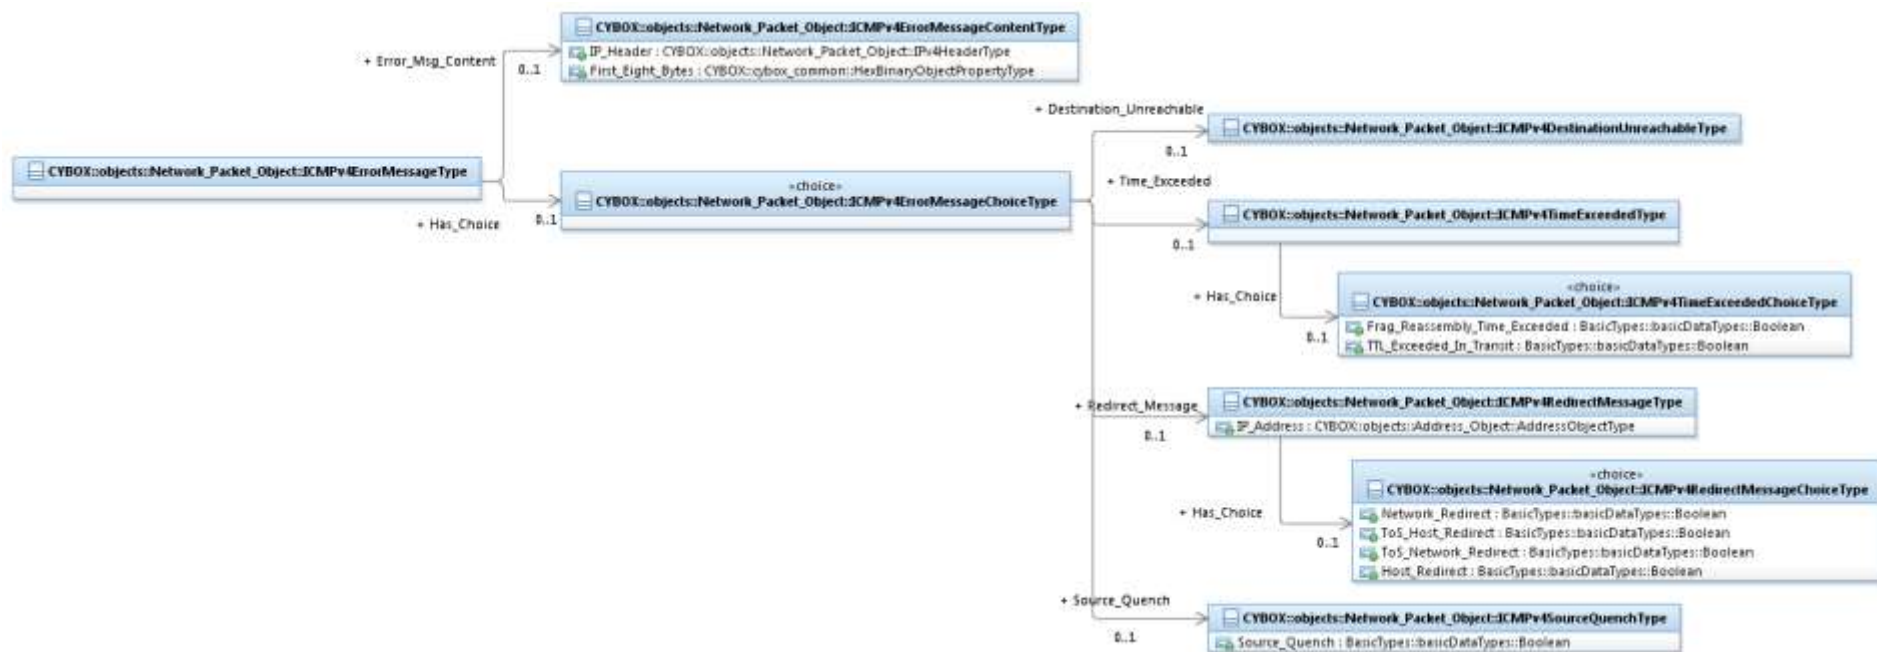 CYBOX::objects::Network_Packet_Object::ICMPv4ErrorMessageContentType
IP_Header : CYBOX::objects::Network_Packet_Object::IPv4HeaderType
First_Eight_Bytes : CYBOX::cybox_common::HexBinaryObjectPropertyType
+ Error_Msg_Content
0..1
CYBOX::objects::Network_Packet_Object::ICMPv4ErrorMessageType
+ Has_Choice
0..1
«choice»
CYBOX::objects::Network_Packet_Object::ICMPv4ErrorMessageChoiceType
+ Destination_Unreachable
0..1
CYBOX::objects::Network_Packet_Object::ICMPv4DestinationUnreachableType
+ Time_Exceeded
0..1
CYBOX::objects::Network_Packet_Object::ICMPv4TimeExceededType
+ Has_Choice
0..1
«choice»
CYBOX::objects::Network_Packet_Object::ICMPv4TimeExceededChoiceType
Frag_Reassembly_Time_Exceeded : BasicTypes::basicDataTypes::Boolean
TTL_Exceeded_In_Transit : BasicTypes::basicDataTypes::Boolean
+ Redirect_Message
0..1
CYBOX::objects::Network_Packet_Object::ICMPv4RedirectMessageType
IP_Address : CYBOX::objects::Address_Object::AddressObjectType
+ Has_Choice
0..1
«choice»
CYBOX::objects::Network_Packet_Object::ICMPv4RedirectMessageChoiceType
Network_Redirect : BasicTypes::basicDataTypes::Boolean
ToS_Host_Redirect : BasicTypes::basicDataTypes::Boolean
ToS_Network_Redirect : BasicTypes::basicDataTypes::Boolean
Host_Redirect : BasicTypes::basicDataTypes::Boolean
+ Source_Quench
0..1
CYBOX::objects::Network_Packet_Object::ICMPv4SourceQuenchType
Source_Quench : BasicTypes::basicDataTypes::Boolean